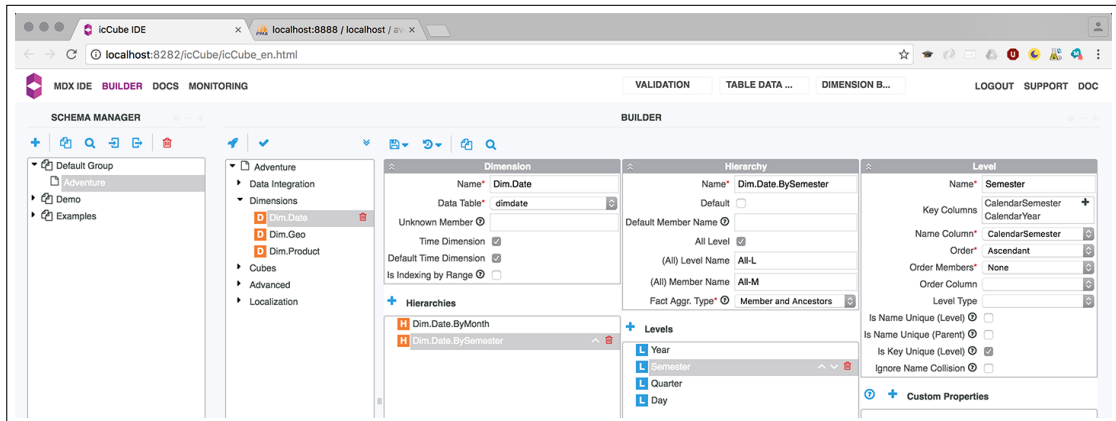 icCube IDE
localhost:8888 / localhost / av
localhost:8282/icCube/icCube_en.html
MDX IDE BUILDER DOCS MONITORING
VALIDATION TABLE DATA ... DIMENSION B...
LOGOUT SUPPORT DOC
SCHEMA MANAGER
BUILDER
Default Group
Adventure
Demo
Examples
Adventure
Data Integration
Dimensions
D Dim.Date
D Dim.Geo
D Dim.Product
Cubes
Advanced
Localization
Dimension
Name* Dim.Date
Data Table* dimdate
Unknown Member
Time Dimension
Default Time Dimension
Is Indexing by Range
Hierarchies
H Dim.Date.ByMonth
H Dim.Date.BySemester
Hierarchy
Name* Dim.Date.BySemester
Default
Default Member Name
All Level
(All) Level Name All-L
(All) Member Name All-M
Fact Aggr. Type* Member and Ancestors
Levels
L Year
L Semester
L Quarter
L Day
Level
Name* Semester
Key Columns CalendarSemester
CalendarYear
Name Column* CalendarSemester
Order* Ascendant
Order Members* None
Order Column
Level Type
Is Name Unique (Level)
Is Name Unique (Parent)
Is Key Unique (Level)
Ignore Name Collision
Custom Properties